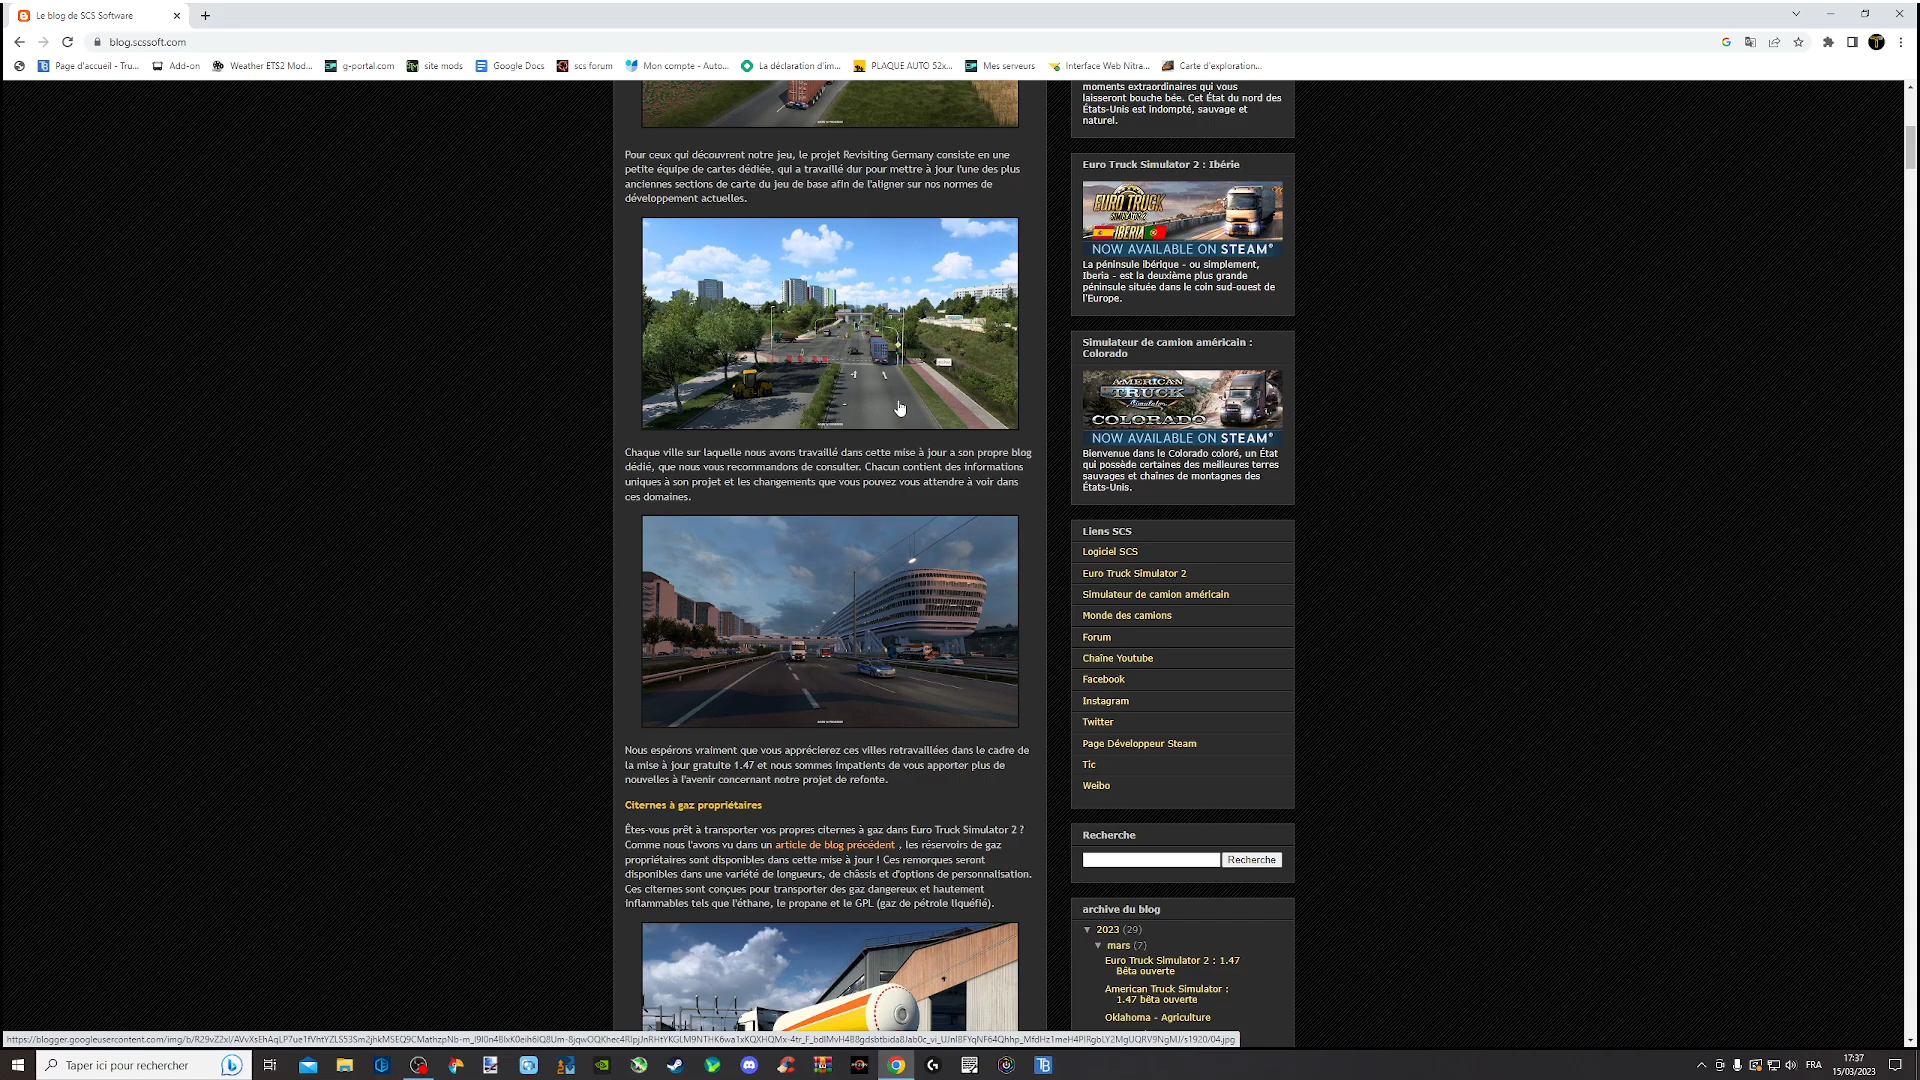 Le blog de SCS Software
blog.scssoft.com
Page d'accueil - Tru...
Add-on
Weather ETS2 Mod...
g-portal.com
site mods
Google Docs
scs forum
Mon compte - Auto...
La déclaration d'im...
PLAQUE AUTO 52x...
Mes serveurs
Interface Web Nitra...
Carte d'exploration...
Pour ceux qui découvrent notre jeu, le projet Revisiting Germany consiste en une
petite équipe de cartes dédiée, qui a travaillé dur pour mettre à jour l'une des plus
anciennes sections de carte du jeu de base afin de l'aligner sur nos normes de
développement actuelles.
Chaque ville sur laquelle nous avons travaillé dans cette mise à jour a son propre blog
dédié, que nous vous recommandons de consulter. Chacun contient des informations
uniques à son projet et les changements que vous pouvez vous attendre à voir dans
ces domaines.
Nous espérons vraiment que vous apprécierez ces villes retravaillées dans le cadre de
la mise à jour gratuite 1.47 et nous sommes impatients de vous apporter plus de
nouvelles à l'avenir concernant notre projet de refonte.
Citernes à gaz propriétaires
Êtes-vous prêt à transporter vos propres citernes à gaz dans Euro Truck Simulator 2 ?
Comme nous l'avons vu dans un article de blog précédent , les réservoirs de gaz
propriétaires sont disponibles dans cette mise à jour ! Ces remorques seront
disponibles dans une variété de longueurs, de châssis et d'options de personnalisation.
Ces citernes sont conçues pour transporter des gaz dangereux et hautement
inflammables tels que l'éthane, le propane et le GPL (gaz de pétrole liquéfié).
moments extraordinaires qui vous
laisseront bouche bée. Cet État du nord des
États-Unis est indompté, sauvage et
naturel.
Euro Truck Simulator 2 : Ibérie
EURO TRUCK
SIMULATOR 2
IBERIA
NOW AVAILABLE ON STEAM
La péninsule ibérique - ou simplement,
Iberia - est la deuxième plus grande
péninsule située dans le coin sud-ouest de
l'Europe.
Simulateur de camion américain :
Colorado
AMERICAN
TRUCK
Simulator
COLORADO
NOW AVAILABLE ON STEAM
Bienvenue dans le Colorado coloré, un État
qui possède certaines des meilleures terres
sauvages et chaînes de montagnes des
États-Unis.
Liens SCS
Logiciel SCS
Euro Truck Simulator 2
Simulateur de camion américain
Monde des camions
Forum
Chaîne Youtube
Facebook
Instagram
Twitter
Page Développeur Steam
Tic
Weibo
Recherche
Recherche
archive du blog
2023 (29)
mars (7)
Euro Truck Simulator 2 : 1.47
Bêta ouverte
American Truck Simulator :
1.47 bêta ouverte
Oklahoma - Agriculture
Taper ici pour rechercher
FRA
17:37
15/03/2023